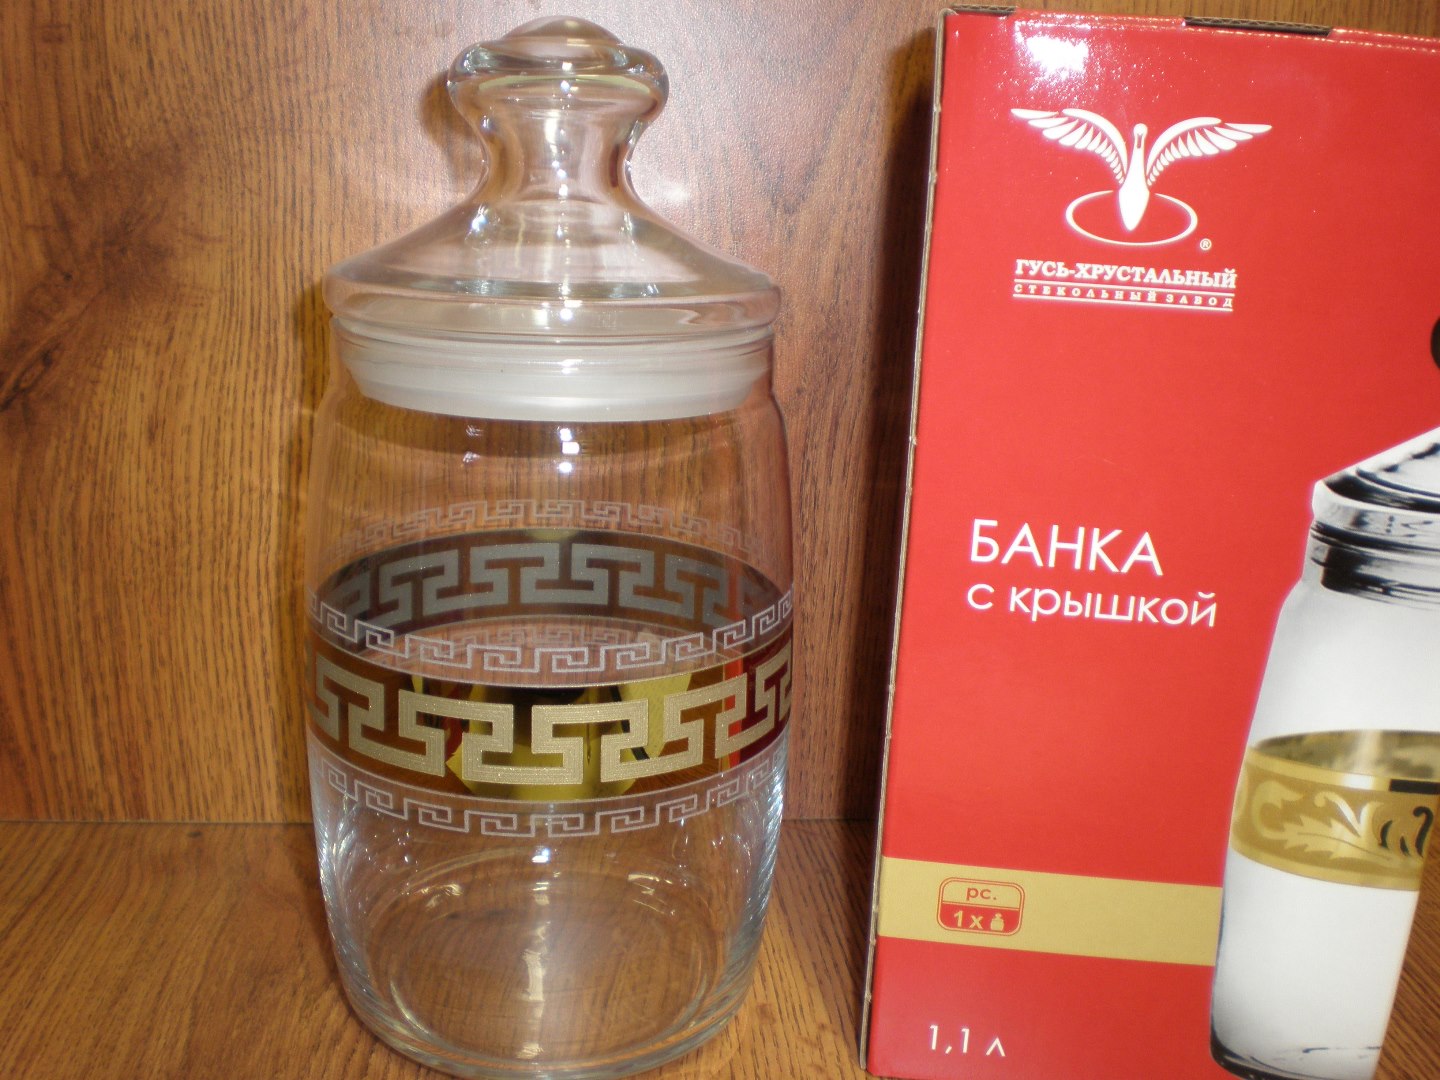 ®
ГУСЬ-ХРУСТАЛЬНЫЙ
СТЕКОЛЬНЫЙ ЗАВОД
БАНКА
с крышкой
pc.
1x
1,1 л